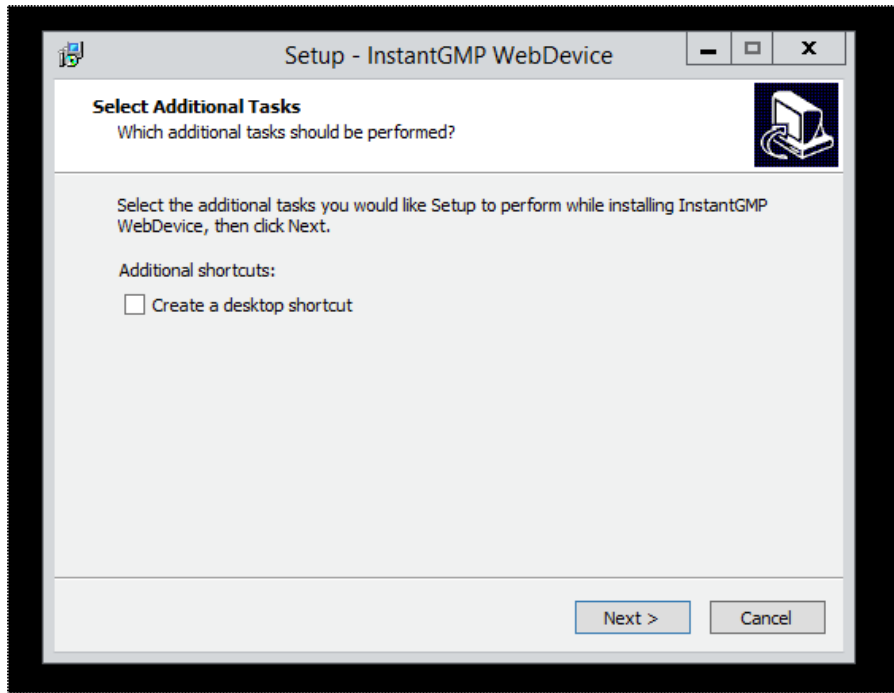 Setup - InstantGMP WebDevice
Select Additional Tasks
Which additional tasks should be performed?
Select the additional tasks you would like Setup to perform while installing InstantGMP
WebDevice, then click Next.
Additional shortcuts:
Create a desktop shortcut
Next >
Cancel